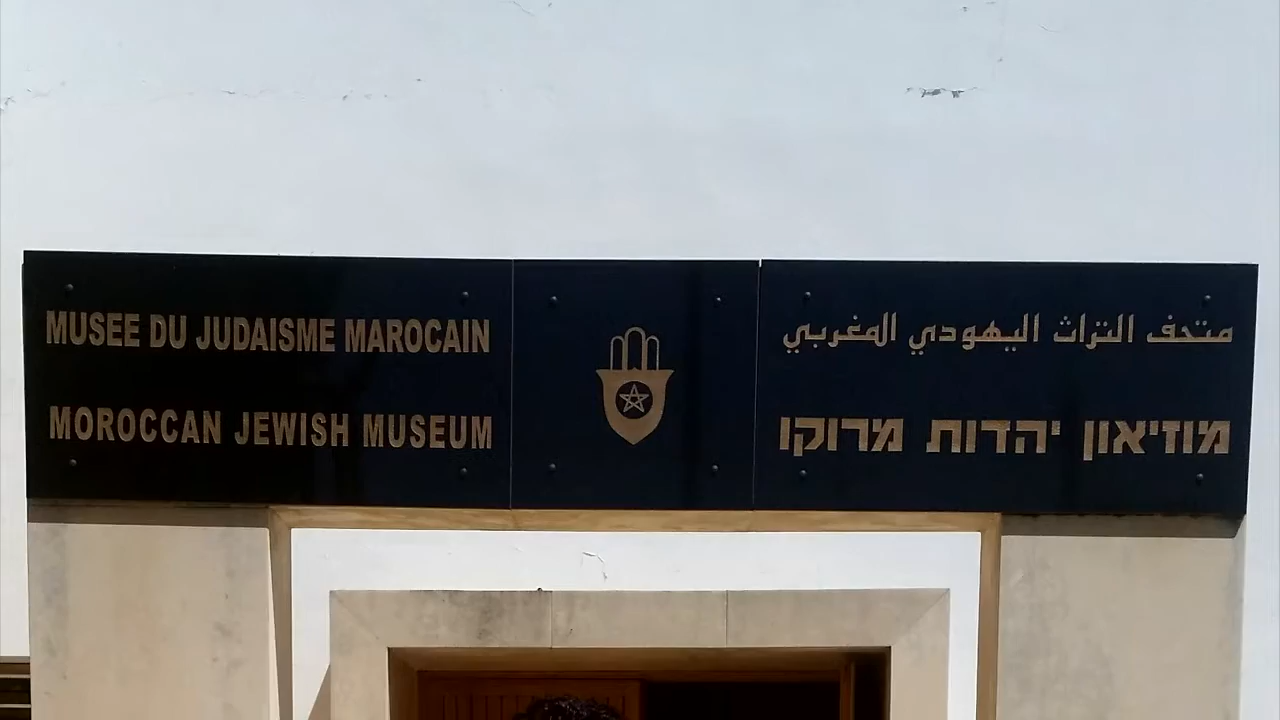 MUSEE DU JUDAISME MAROCAIN
MOROCCAN JEWISH MUSEUM
متحف التراث اليهودي المغربي
מוזיאון יהדות מרוקו